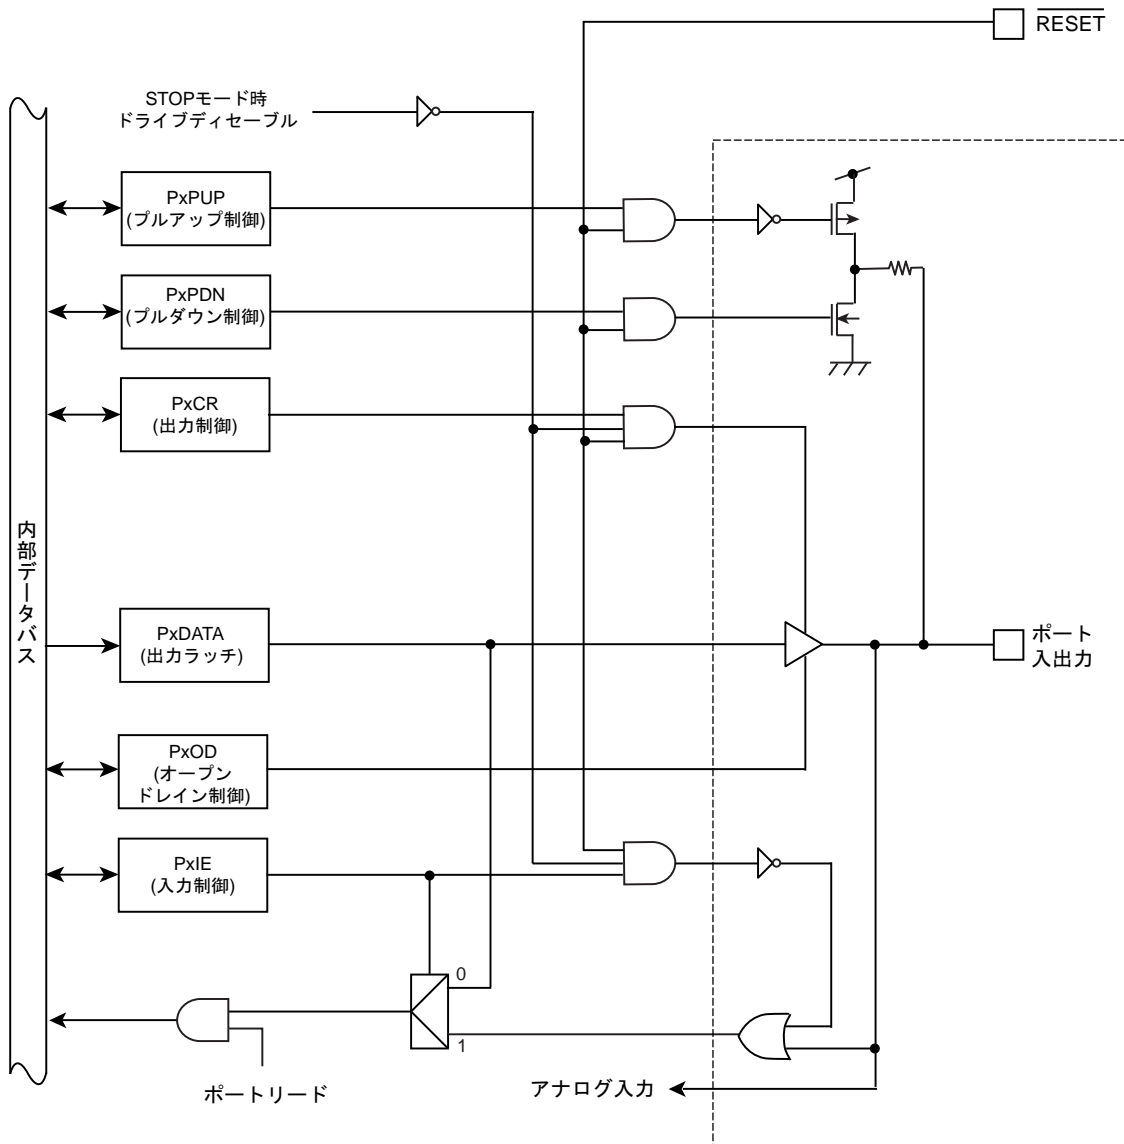 RESET
STOPモード時
ドライブディセーブル
PxPUP
(プルアップ制御)
PxPDN
(プルダウン制御)
PxCR
(出力制御)
内部データバス
PxDATA
(出力ラッチ)
ポート
入出力
PxOD
(オープン
ドレイン制御)
PxIE
(入力制御)
0
1
ポートリード
アナログ入力